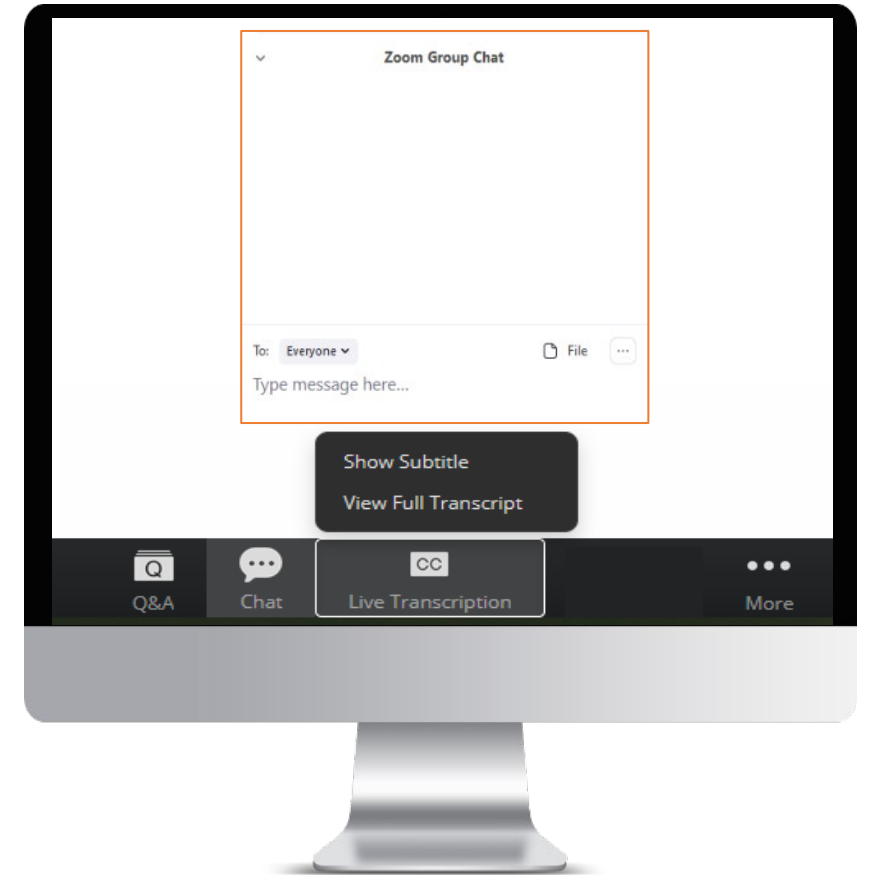 Zoom Group Chat
To: Everyone File
Type message here...
Show Subtitle
View Full Transcript
Q CC
Q&A Chat Live Transcription More